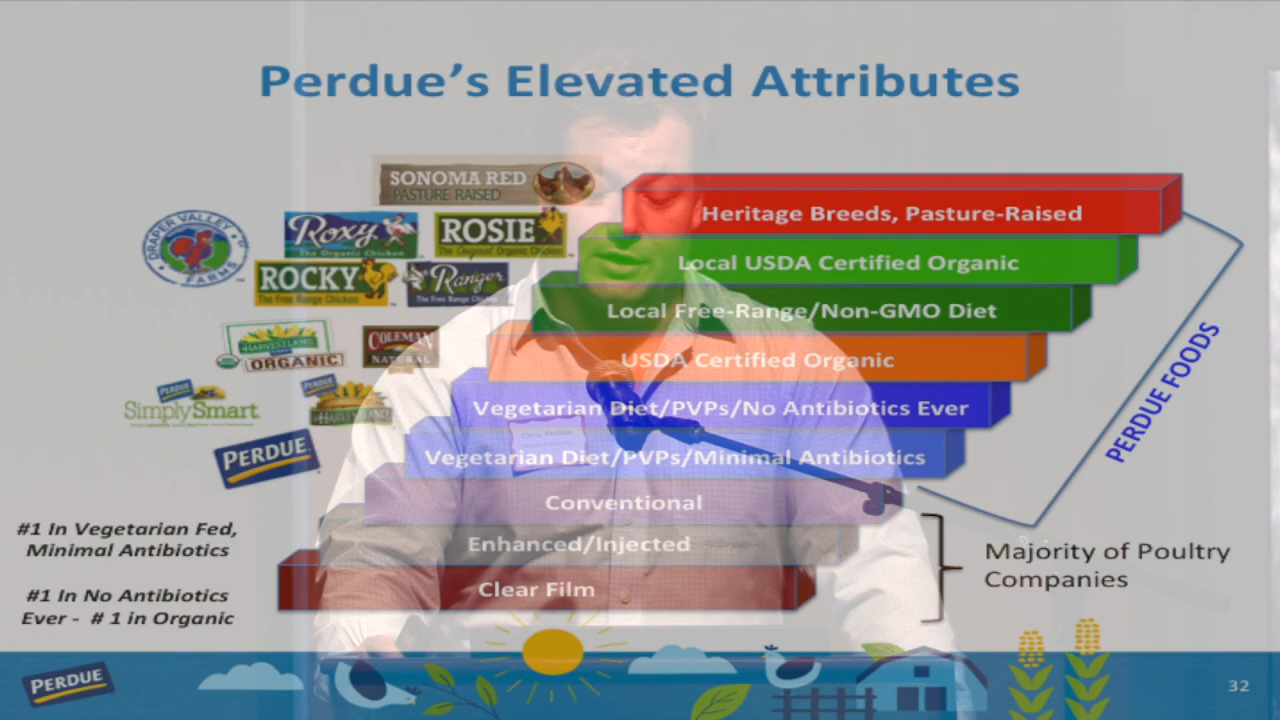 Perdue's Elevated Attributes
SONOMA RED
PASTURE RAISED
DRAPER VALLEY
FARMS
Roxy
The Organic Chicken
ROSIE
The Original Organic Chicken
ROCKY
The Free Range Chicken
Ranger
The Free Range Chicken
HARVESTLAND
ORGANIC
COLEMAN
NATURAL
PERDUE
SimplySmart
PERDUE
HARVESTLAND
PERDUE
Heritage Breeds, Pasture-Raised
Local USDA Certified Organic
Local Free-Range/Non-GMO Diet
USDA Certified Organic
Vegetarian Diet/PVPs/No Antibiotics Ever
Vegetarian Diet/PVPs/Minimal Antibiotics
Conventional
Enhanced/Injected
Clear Film
PERDUE FOODS
Majority of Poultry
Companies
#1 In Vegetarian Fed,
Minimal Antibiotics
#1 In No Antibiotics
Ever - # 1 in Organic
PERDUE
32